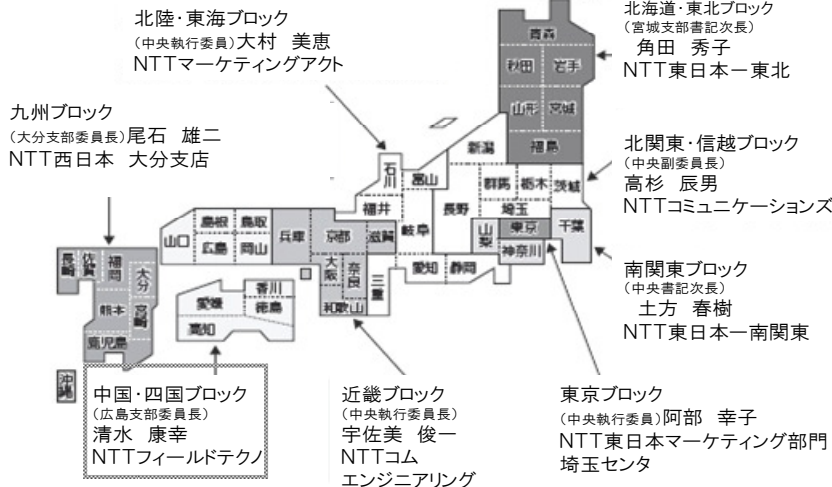 北陸・東海ブロック
(中央執行委員)大村 美恵
NTTマーケティングアクト
北海道・東北ブロック
(宮城支部書記次長)
角田 秀子
NTT東日本ー東北
九州ブロック
(大分支部委員長)尾石 雄二
NTT西日本 大分支店
北関東・信越ブロック
(中央副委員長)
高杉 辰男
NTTコミュニケーションズ
南関東ブロック
(中央書記次長)
土方 春樹
NTT東日本ー南関東
青森
秋田 岩手
山形 宮城
福島
新潟
石川 富山
群馬 栃木 茨城
福井 岐阜 長野 埼玉
山梨 東京 千葉
神奈川
愛知 静岡
山口 島根 鳥取
広島 岡山
兵庫 京都 滋賀
大阪 奈良 三重
和歌山
香川
愛媛 徳島
高知
長崎 佐賀 福岡 大分
熊本 宮崎
鹿児島
沖縄
中国・四国ブロック
(広島支部委員長)
清水 康幸
NTTフィールドテクノ
近畿ブロック
(中央執行委員)
宇佐美 俊一
NTTコム
エンジニアリング
東京ブロック
(中央執行委員)阿部 幸子
NTT東日本マーケティング部門
埼玉センタ